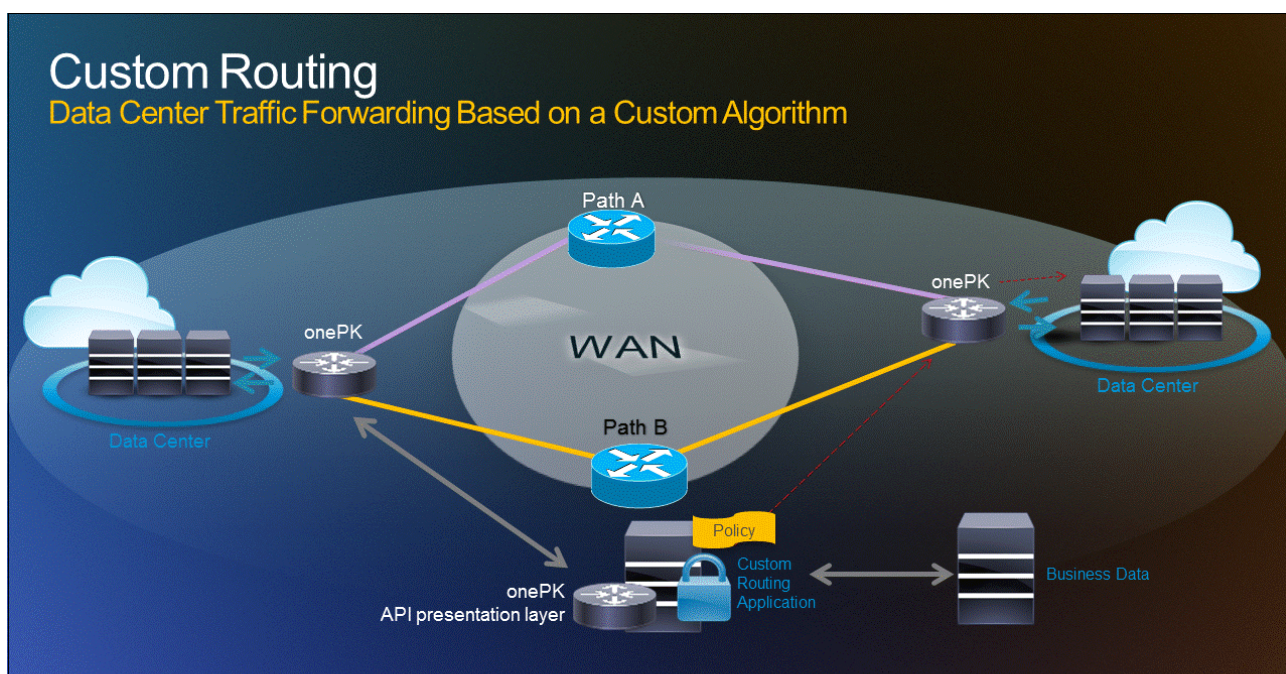 Custom Routing
Data Center Traffic Forwarding Based on a Custom Algorithm
Path A
onePK
onePK
WAN
Data Center
Data Center
Path B
Policy
Custom
Routing
Application
Business Data
onePK
API presentation layer